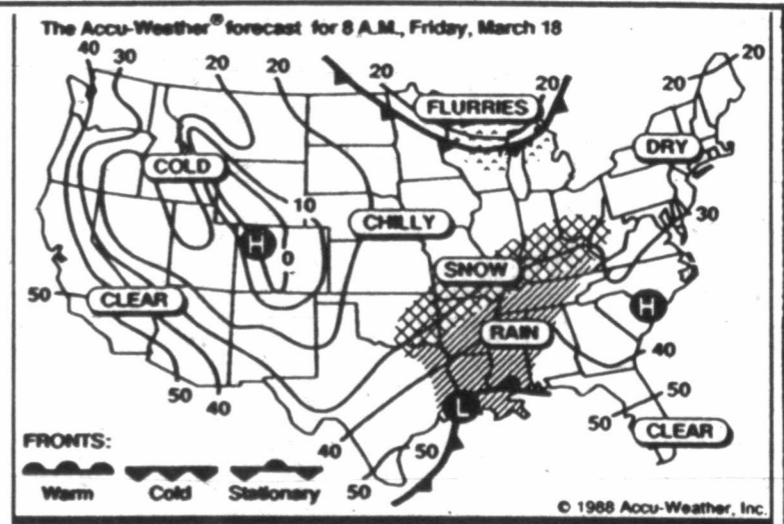 The Accu-Weather® forecast for 8 A.M., Friday, March 18
40 30 20 20 20 20 20 20
FLURRIES
DRY
COLD
10
CHILLY
30
H
0
SNOW
50
CLEAR
H
RAIN
40
50 40
50
L
50
CLEAR
FRONTS:
40
50
50
Warm Cold Stationary
© 1988 Accu-Weather, Inc.